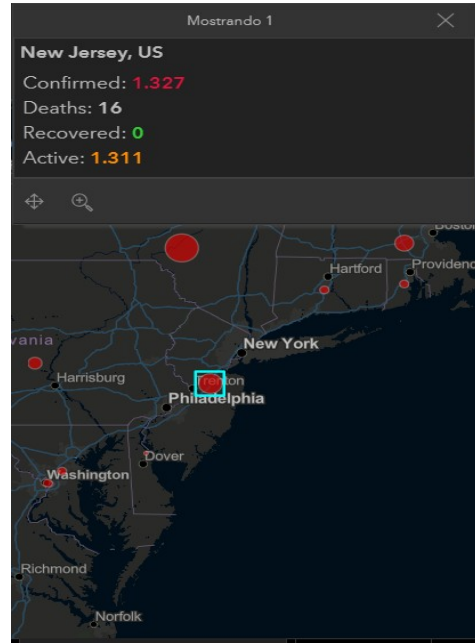 Mostrando 1
New Jersey, US
Confirmed: 1.327
Deaths: 16
Recovered: 0
Active: 1.311
Boston
Hartford
Providenc
vania
New York
Harrisburg
Trenton
Philadelphia
Dover
Washington
Richmond
Norfolk